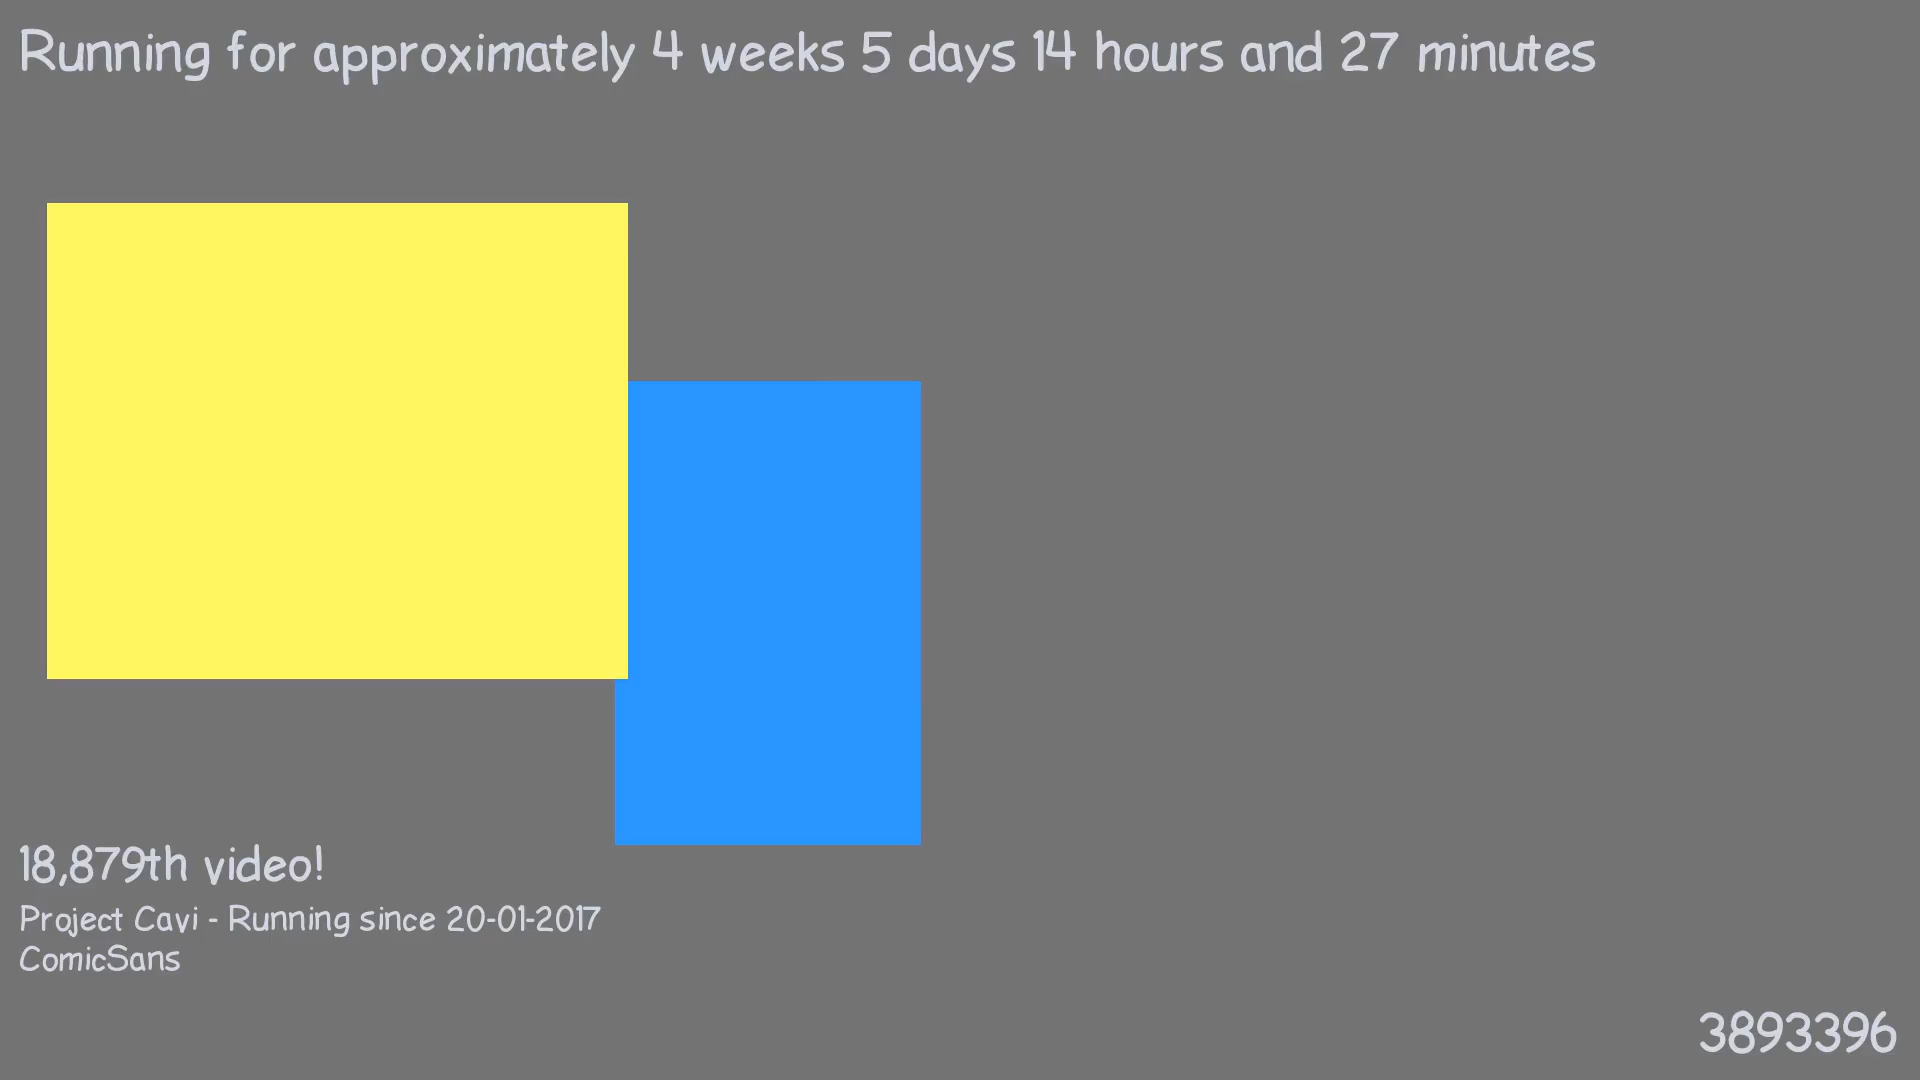 Running for approximately 4 weeks 5 days 14 hours and 27 minutes
18,879th video!
Project Cavi - Running since 20-01-2017
ComicSans
3893396